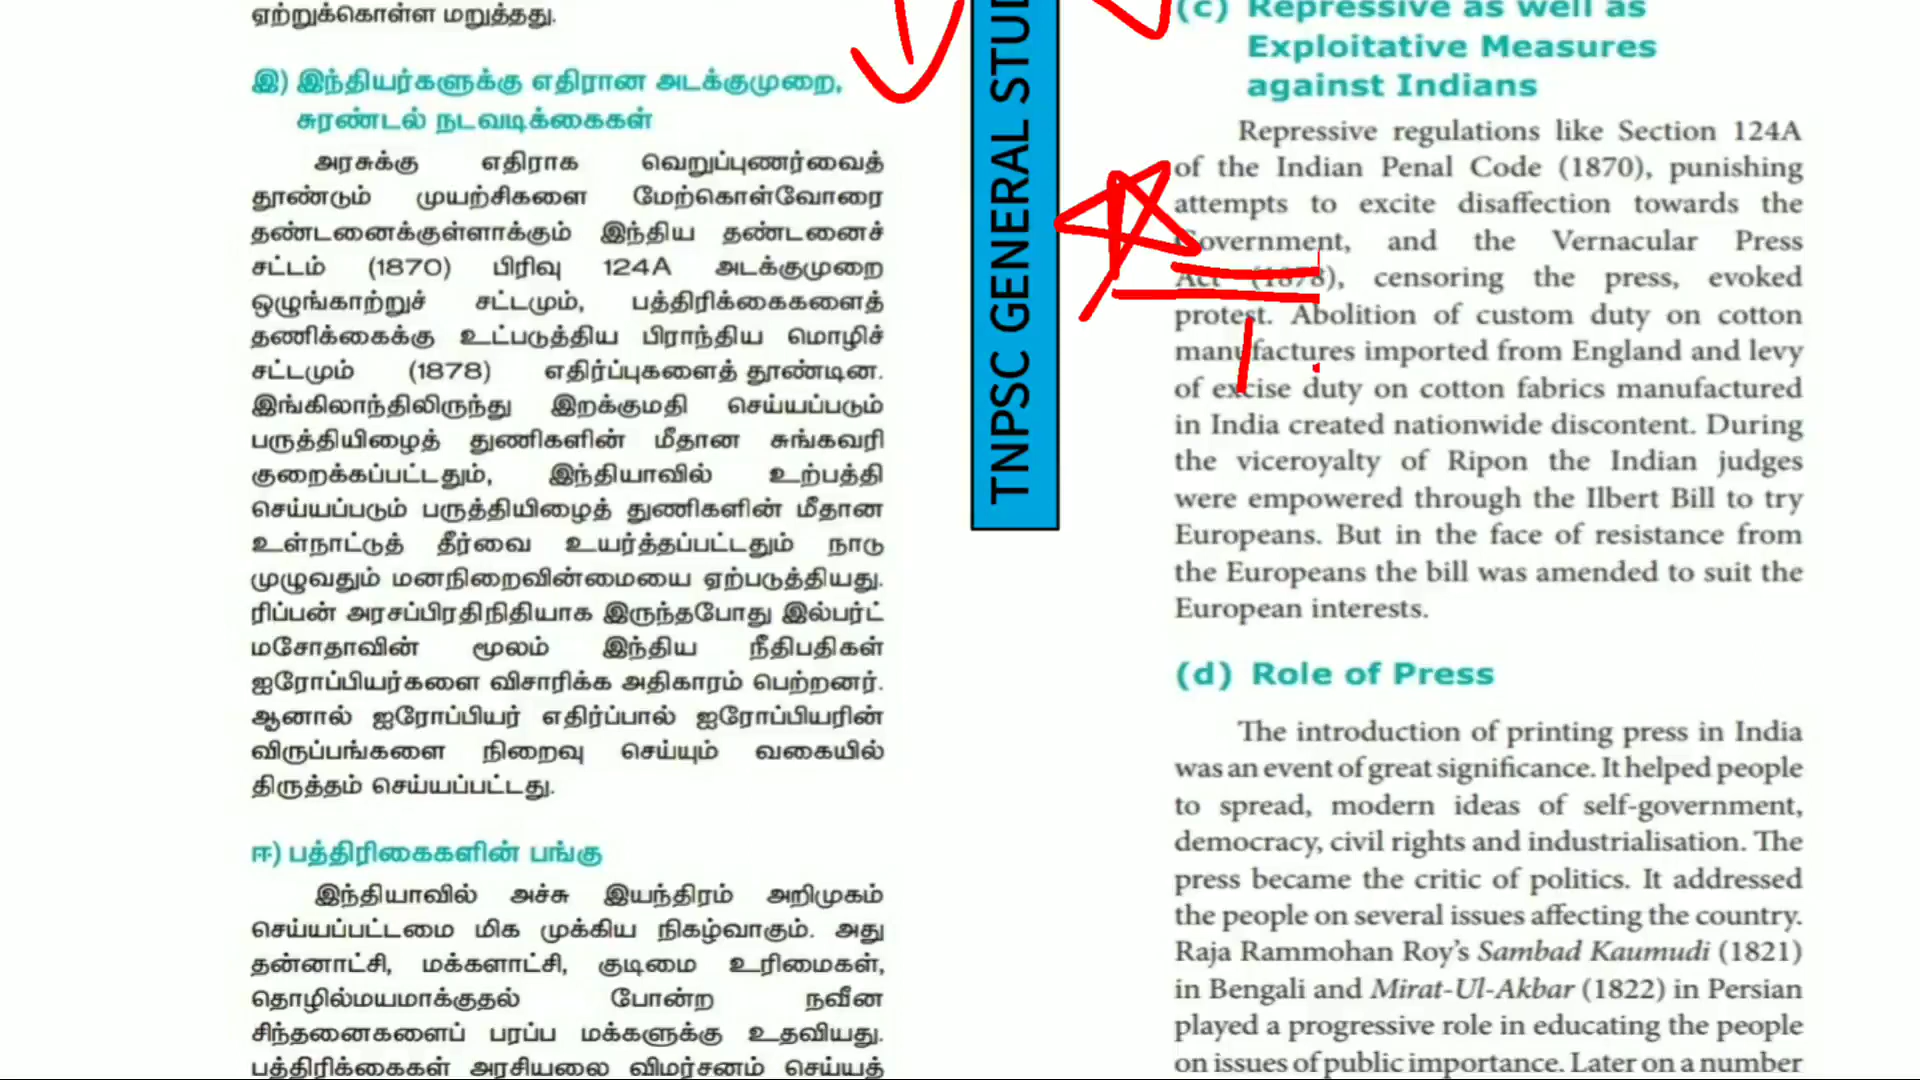 ஏற்றுக்கொள்ள மறுத்தது.
இ) இந்தியர்களுக்கு எதிரான அடக்குமுறை,
சுரண்டல் நடவடிக்கைகள்
அரசுக்கு எதிராக வெறுப்புணர்வைத்
தூண்டும் முயற்சிகளை மேற்கொள்வோரை
தண்டனைக்குள்ளாக்கும் இந்திய தண்டனைச்
சட்டம் (1870) பிரிவு 124A அடக்குமுறை
ஒழுங்காற்றுச் சட்டமும், பத்திரிக்கைகளைத்
தணிக்கைக்கு உட்படுத்திய பிராந்திய மொழிச்
சட்டமும் (1878) எதிர்ப்புகளைத் தூண்டின.
இங்கிலாந்திலிருந்து இறக்குமதி செய்யப்படும்
பருத்தியிழைத் துணிகளின் மீதான சுங்கவரி
குறைக்கப்பட்டதும், இந்தியாவில் உற்பத்தி
செய்யப்படும் பருத்தியிழைத் துணிகளின் மீதான
உள்நாட்டுத் தீர்வை உயர்த்தப்பட்டதும் நாடு
முழுவதும் மனநிறைவின்மையை ஏற்படுத்தியது.
ரிப்பன் அரசப்பிரதிநிதியாக இருந்தபோது இல்பர்ட்
மசோதாவின் மூலம் இந்திய நீதிபதிகள்
ஐரோப்பியர்களை விசாரிக்க அதிகாரம் பெற்றனர்.
ஆனால் ஐரோப்பியர் எதிர்ப்பால் ஐரோப்பியரின்
விருப்பங்களை நிறைவு செய்யும் வகையில்
திருத்தம் செய்யப்பட்டது.
ஈ) பத்திரிகைகளின் பங்கு
இந்தியாவில் அச்சு இயந்திரம் அறிமுகம்
செய்யப்பட்டமை மிக முக்கிய நிகழ்வாகும். அது
தன்னாட்சி, மக்களாட்சி, குடிமை உரிமைகள்,
தொழில்மயமாக்குதல் போன்ற நவீன
சிந்தனைகளைப் பரப்ப மக்களுக்கு உதவியது.
பத்திரிக்கைகள் அரசியலை விமர்சனம் செய்யத்
TNPSC GENERAL STUD
(c) Repressive as well as
Exploitative Measures
against Indians
Repressive regulations like Section 124A
of the Indian Penal Code (1870), punishing
attempts to excite disaffection towards the
Government, and the Vernacular Press
Act (1878), censoring the press, evoked
protest. Abolition of custom duty on cotton
manufactures imported from England and levy
of excise duty on cotton fabrics manufactured
in India created nationwide discontent. During
the viceroyalty of Ripon the Indian judges
were empowered through the Ilbert Bill to try
Europeans. But in the face of resistance from
the Europeans the bill was amended to suit the
European interests.
(d) Role of Press
The introduction of printing press in India
was an event of great significance. It helped people
to spread, modern ideas of self-government,
democracy, civil rights and industrialisation. The
press became the critic of politics. It addressed
the people on several issues affecting the country.
Raja Rammohan Roy’s Sambad Kaumudi (1821)
in Bengali and Mirat-Ul-Akbar (1822) in Persian
played a progressive role in educating the people
on issues of public importance. Later on a number